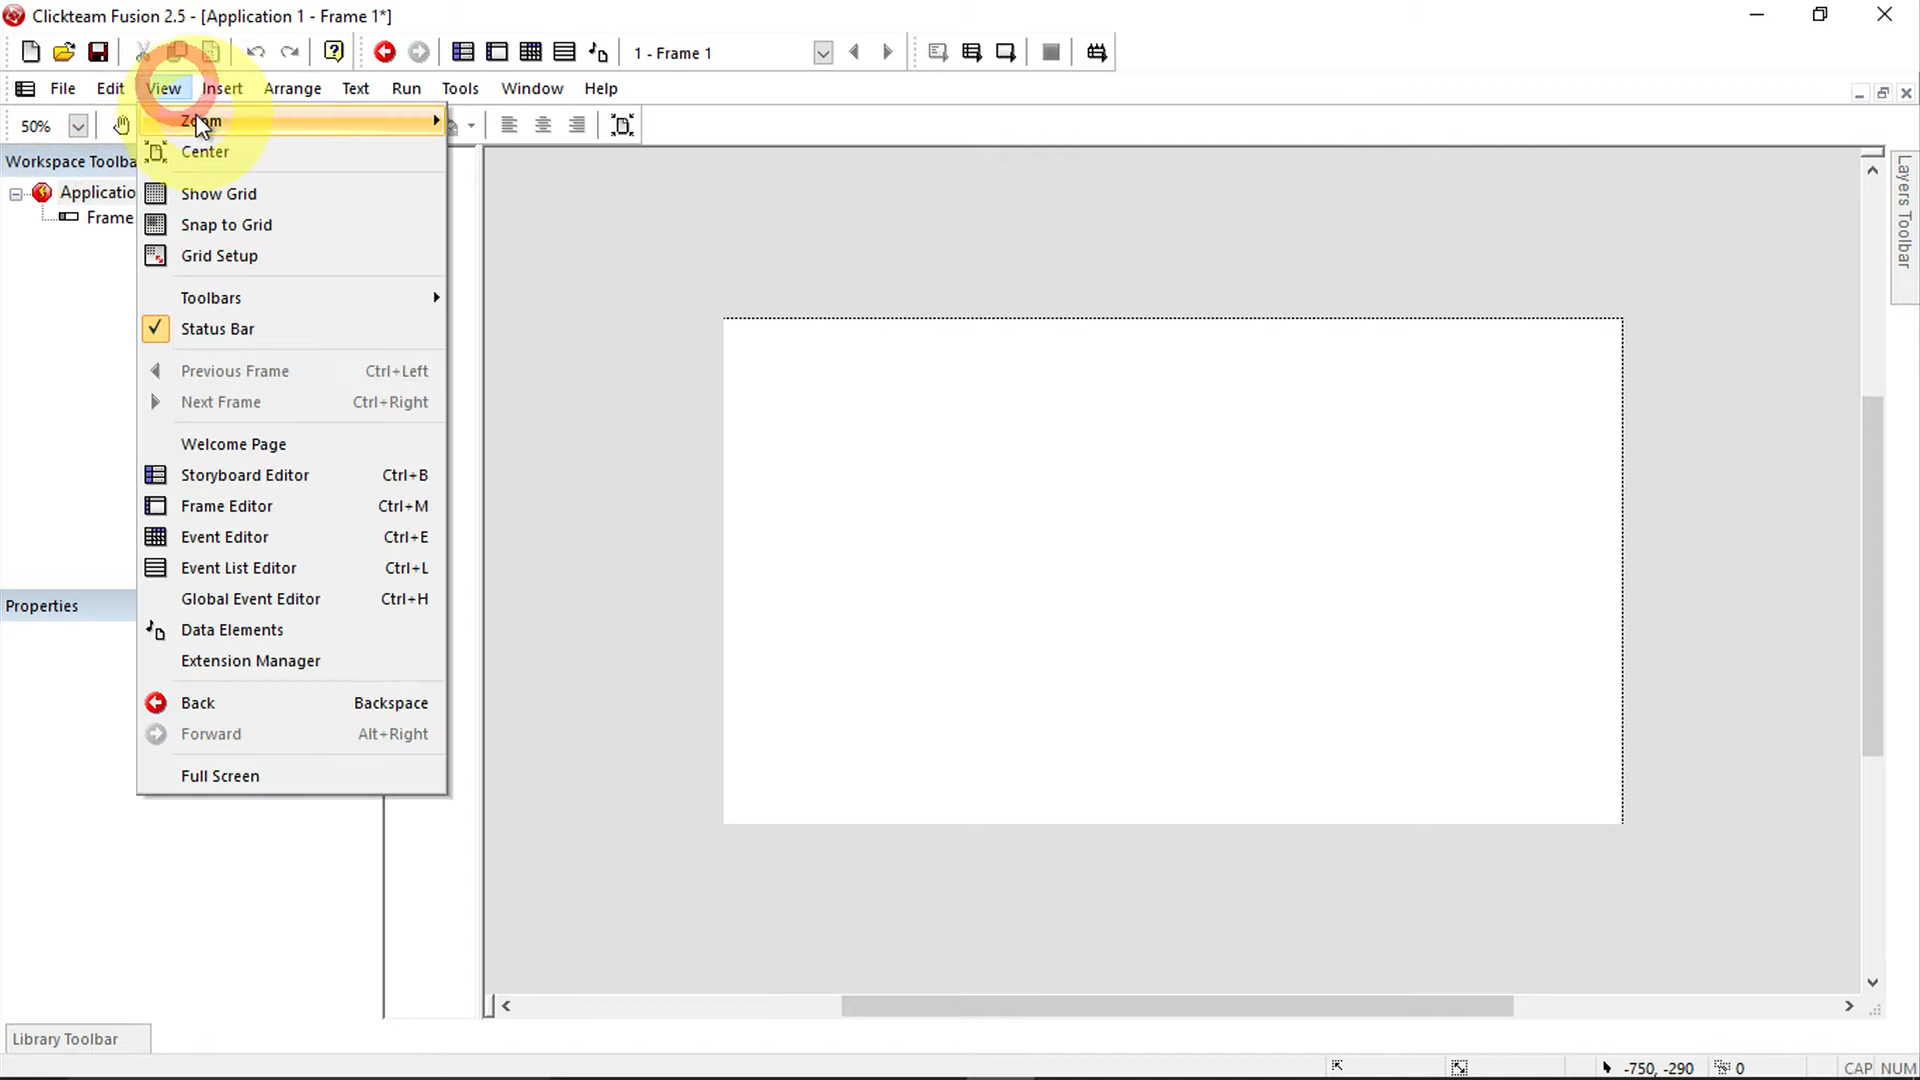 Clickteam Fusion 2.5 - [Application 1 - Frame 1*]
1 - Frame 1
File Edit View Insert Arrange Text Run Tools Window Help
50%
Zoom
Center
Show Grid
Snap to Grid
Grid Setup
Toolbars
Status Bar
Previous Frame Ctrl+Left
Next Frame Ctrl+Right
Welcome Page
Storyboard Editor Ctrl+B
Frame Editor Ctrl+M
Event Editor Ctrl+E
Event List Editor Ctrl+L
Global Event Editor Ctrl+H
Data Elements
Extension Manager
Back Backspace
Forward Alt+Right
Full Screen
Workspace Toolba
Applicatio
Frame
Properties
Layers Toolbar
Library Toolbar
-750, -290 0 CAP NUM